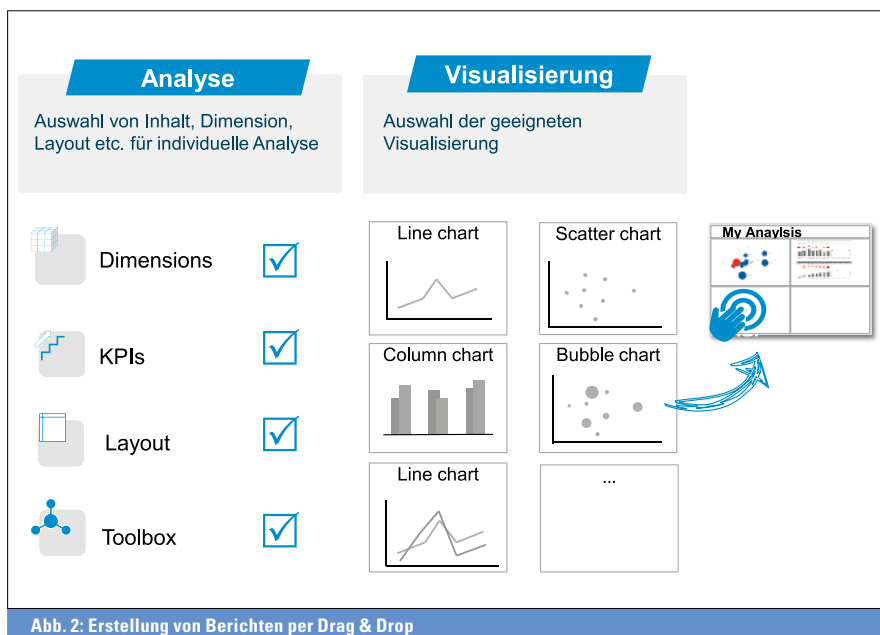 Analyse
Auswahl von Inhalt, Dimension,
Layout etc. für individuelle Analyse
Visualisierung
Auswahl der geeigneten
Visualisierung
Dimensions
KPIs
Layout
Toolbox
Line chart
Scatter chart
Column chart
Bubble chart
Line chart
...
My Anaylsis
Abb. 2: Erstellung von Berichten per Drag & Drop